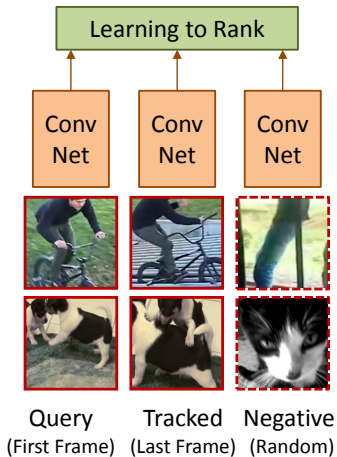 Learning to Rank
Conv Net
Conv Net
Conv Net
Query
(First Frame)
Tracked
(Last Frame)
Negative
(Random)